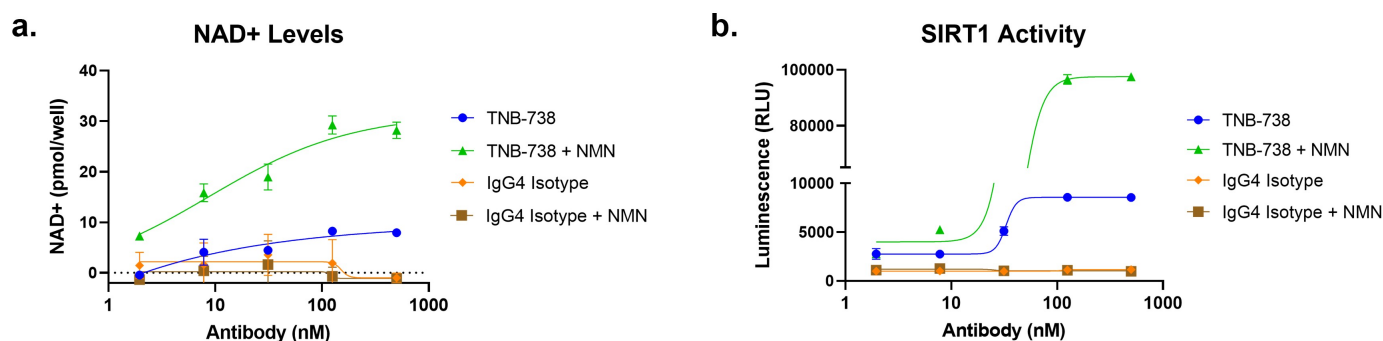 a.
NAD+ Levels
NAD+ (pmol/well)
40
30
20
10
0
1
10
100
1000
Antibody (nM)
TNB-738
TNB-738 + NMN
IgG4 Isotype
IgG4 Isotype + NMN
b.
SIRT1 Activity
Luminescence (RLU)
100000
80000
10000
5000
0
1
10
100
1000
Antibody (nM)
TNB-738
TNB-738 + NMN
IgG4 Isotype
IgG4 Isotype + NMN